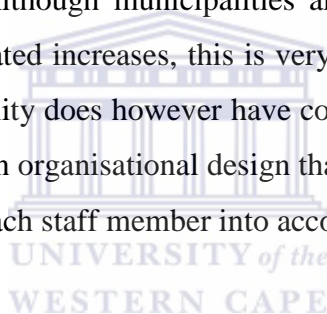 although municipalities a
ated increases, this is very
ity does however have co
n organisational design tha
ach staff member into acco
UNIVERSITY of the
WESTERN CAPE